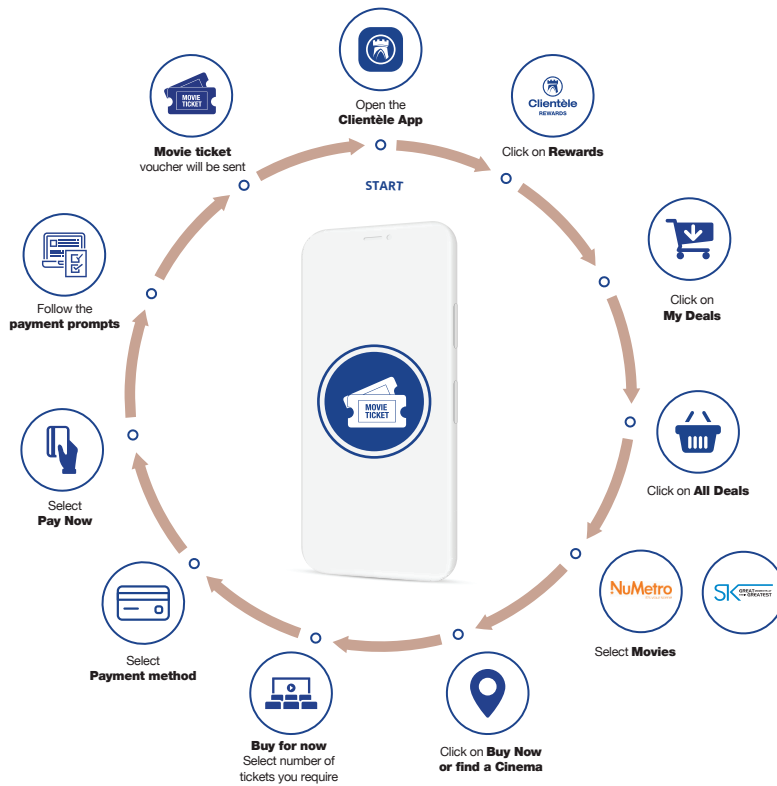 Open the
Clientèle App
START
Clientèle
REWARDS
Click on Rewards
Click on
My Deals
Click on All Deals
NuMetro
SK
GREAT
GREATEST
Select Movies
Click on Buy Now
or find a Cinema
Buy for now
Select number of
tickets you require
Select
Payment method
Select
Pay Now
Follow the
payment prompts
MOVIE
TICKET
Movie ticket
voucher will be sent
MOVIE
TICKET